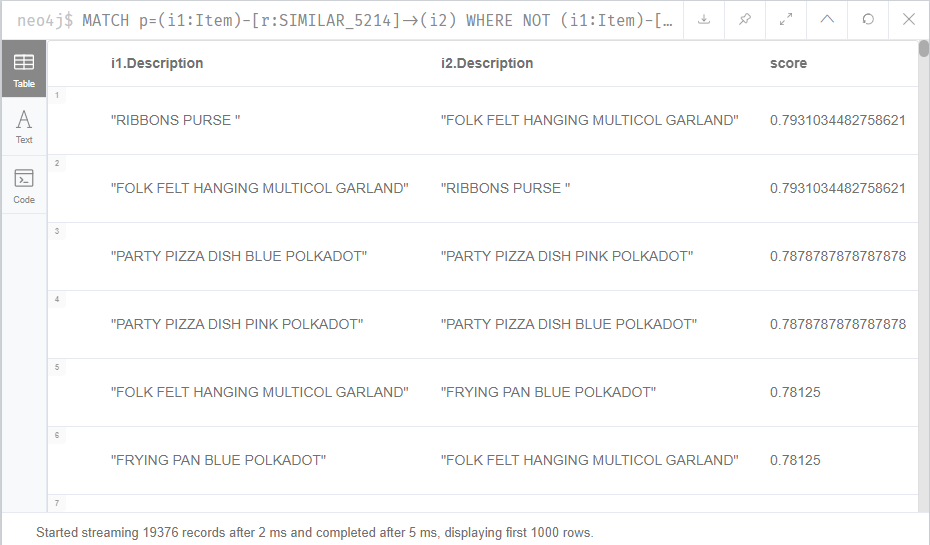 neo4j$ MATCH p=(i1:Item)-[r:SIMILAR_5214]→(i2) WHERE NOT (i1:Item)-[…
Table
Text
Code
i1.Description i2.Description score
1
"RIBBONS PURSE " "FOLK FELT HANGING MULTICOL GARLAND" 0.7931034482758621
2
"FOLK FELT HANGING MULTICOL GARLAND" "RIBBONS PURSE " 0.7931034482758621
3
"PARTY PIZZA DISH BLUE POLKADOT" "PARTY PIZZA DISH PINK POLKADOT" 0.7878787878787878
4
"PARTY PIZZA DISH PINK POLKADOT" "PARTY PIZZA DISH BLUE POLKADOT" 0.7878787878787878
5
"FOLK FELT HANGING MULTICOL GARLAND" "FRYING PAN BLUE POLKADOT" 0.78125
6
"FRYING PAN BLUE POLKADOT" "FOLK FELT HANGING MULTICOL GARLAND" 0.78125
7
Started streaming 19376 records after 2 ms and completed after 5 ms, displaying first 1000 rows.